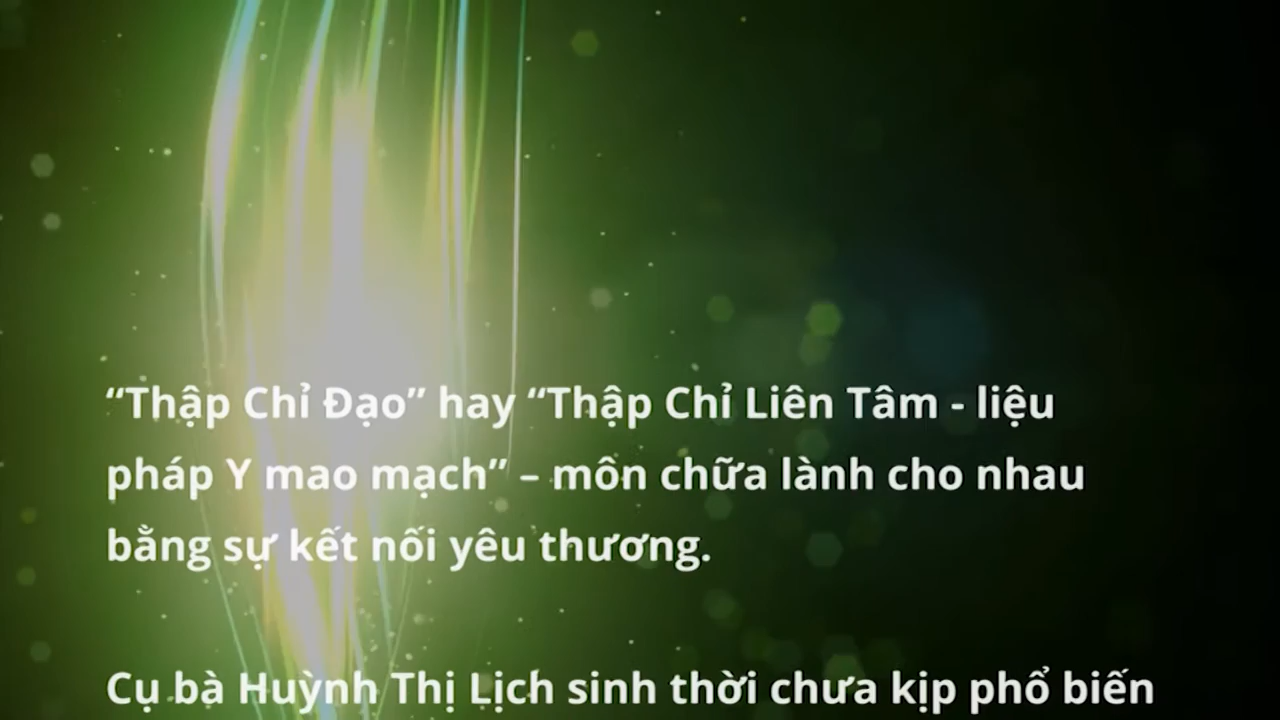 “Thập Chỉ Đạo” hay “Thập Chỉ Liên Tâm - liệu
pháp Y mao mạch” – môn chữa lành cho nhau
bằng sự kết nối yêu thương.
Cụ bà Huỳnh Thị Lịch sinh thời chưa kịp phổ biến